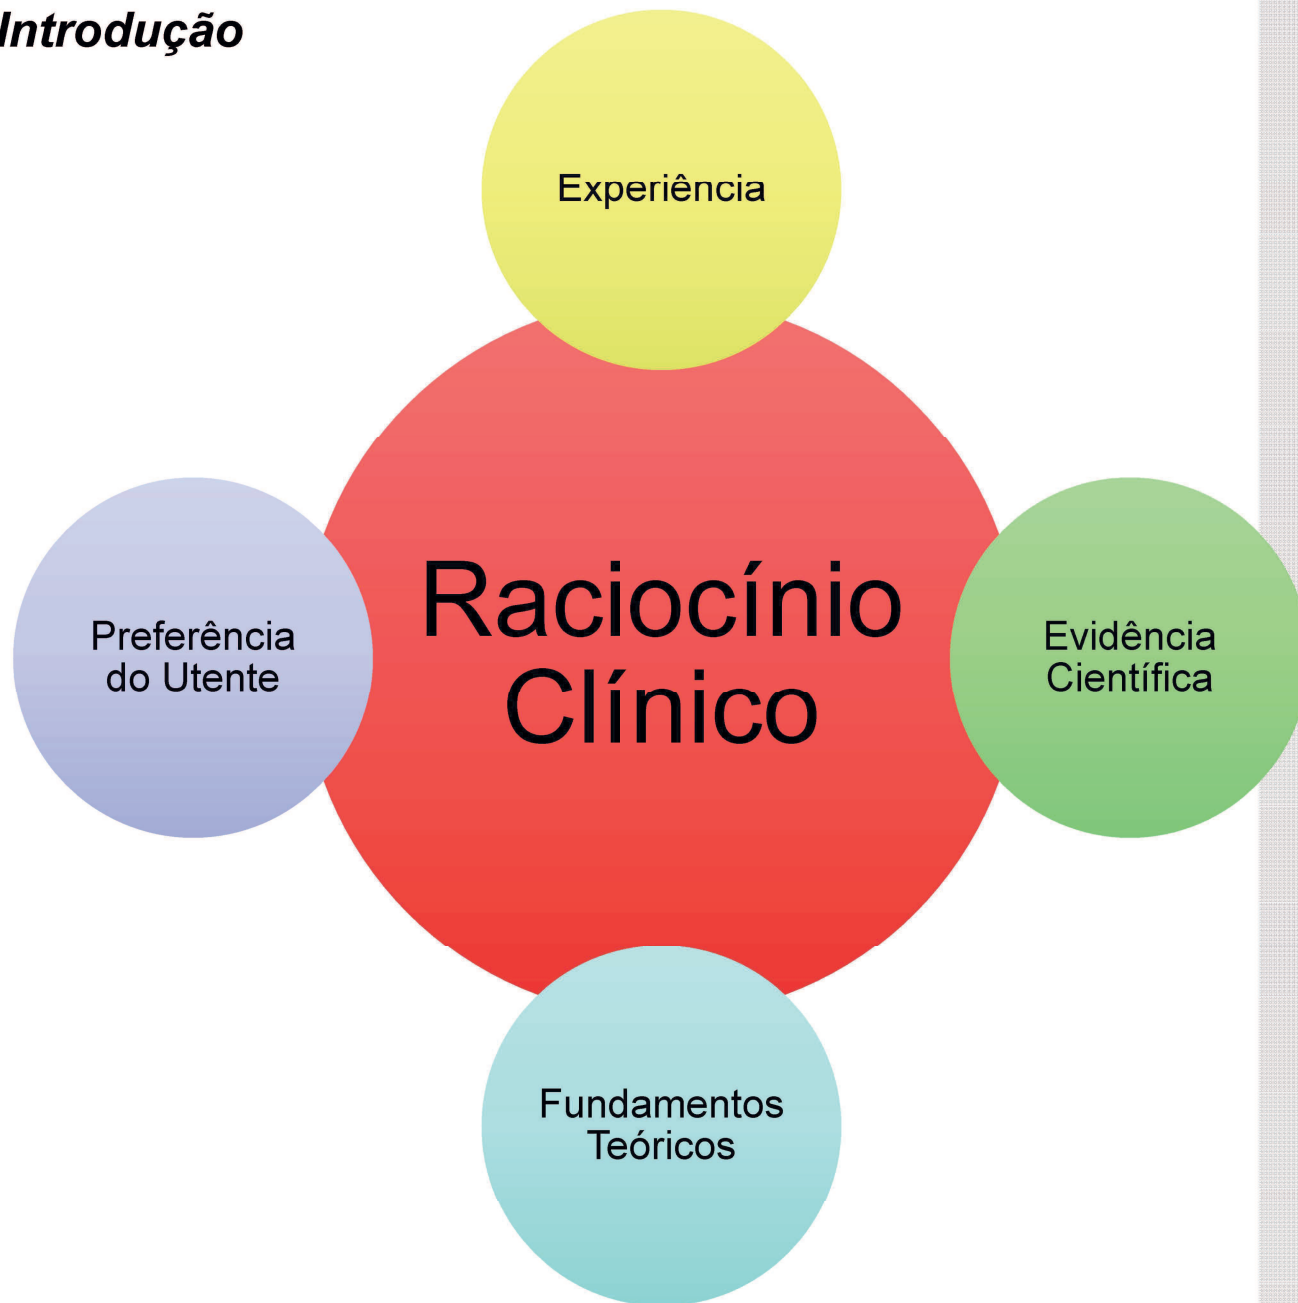 Introdução
Experiência
Preferência
do Utente
Raciocínio
Clínico
Evidência
Científica
Fundamentos
Teóricos